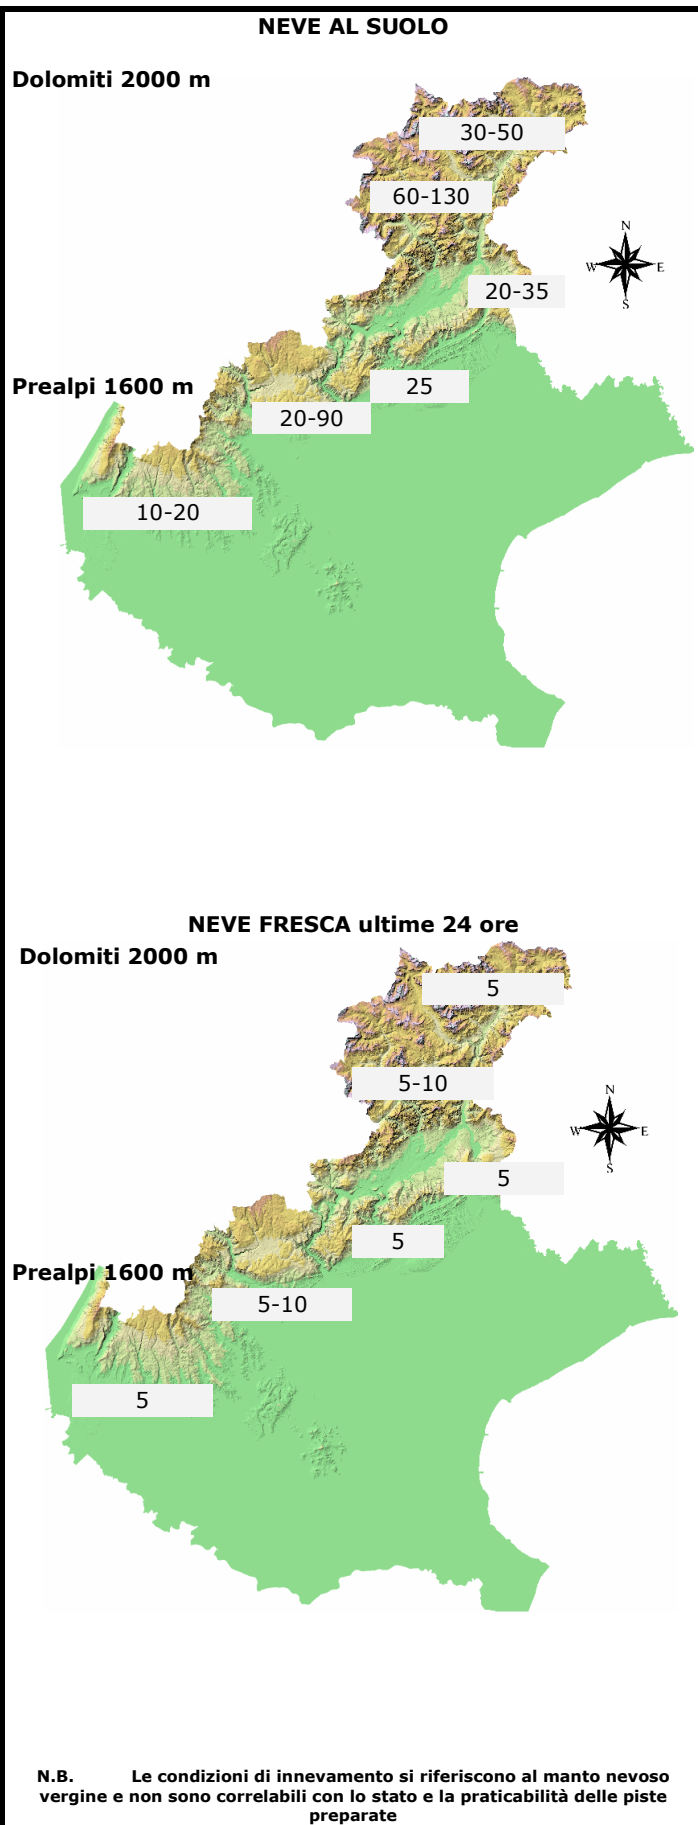 NEVE AL SUOLO
Dolomiti 2000 m
30-50
60-130
N
W E
S
20-35
Prealpi 1600 m
25
20-90
10-20
NEVE FRESCA ultime 24 ore
Dolomiti 2000 m
5
5-10
N
W E
S
5
5
Prealpi 1600 m
5-10
5
N.B. Le condizioni di innevamento si riferiscono al manto nevoso
vergine e non sono correlabili con lo stato e la praticabilità delle piste
preparate